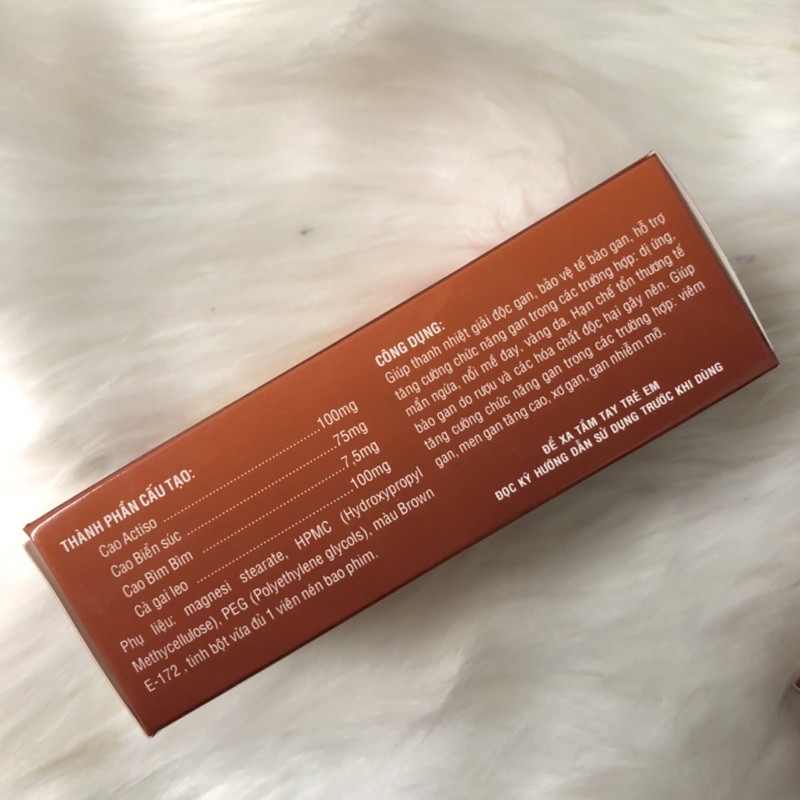 THÀNH PHẦN CẤU TẠO:
Cao Actiso ........................ 100mg
Cao Biển súc ........................ 75mg
Cao Bìm Bìm ........................ 7,5mg
Cà gai leo ........................ 100mg
Phụ liệu: magnesi stearate, HPMC (Hydroxypropyl
Methycellulose), PEG (Polyethylene glycols), màu Brown
E-172 , tinh bột vừa đủ 1 viên nén bao phim.
CÔNG DỤNG:
Giúp thanh nhiệt giải độc gan, bảo vệ tế bào gan, hỗ trợ
tăng cường chức năng gan trong các trường hợp: dị ứng,
mẩn ngứa, nổi mề đay, vàng da. Hạn chế tổn thương tế
bào gan do rượu và các hóa chất độc hại gây nên. Giúp
tăng cường chức năng gan trong các trường hợp: viêm
gan, men gan tăng cao, xơ gan, gan nhiễm mỡ.
ĐỂ XA TẦM TAY TRẺ EM
ĐỌC KỸ HƯỚNG DẪN SỬ DỤNG TRƯỚC KHI DÙNG